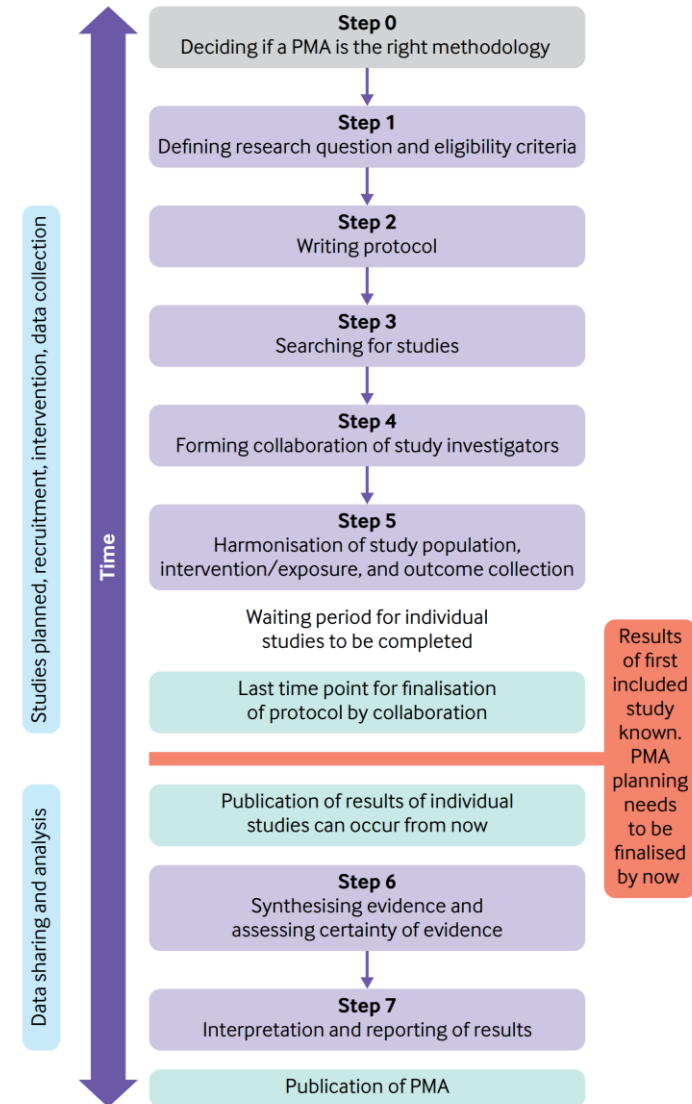 Step 0
Deciding if a PMA is the right methodology
Step 1
Defining research question and eligibility criteria
Step 2
Writing protocol
Step 3
Searching for studies
Step 4
Forming collaboration of study investigators
Step 5
Harmonisation of study population,
intervention/exposure, and outcome collection
Waiting period for individual
studies to be completed
Last time point for finalisation
of protocol by collaboration
Publication of results of individual
studies can occur from now
Step 6
Synthesising evidence and
assessing certainty of evidence
Step 7
Interpretation and reporting of results
Publication of PMA
Time
Studies planned, recruitment, intervention, data collection
Data sharing and analysis
Results
of first
included
study
known.
PMA
planning
needs
to be
finalised
by now